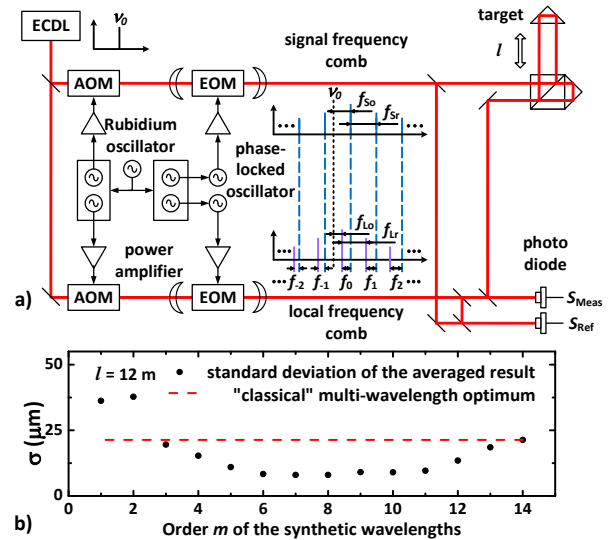 ECDL
ν0
target
l
signal frequency comb
AOM
EOM
ν0
fSo
fSr
Rubidium oscillator
phase-locked oscillator
fLo
fLr
photo diode
power amplifier
f-2
f-1
f0
f1
f2
SMeas
a)
AOM
EOM
local frequency comb
SRef
50
25
0
σ (μm)
l = 12 m
standard deviation of the averaged result
"classical" multi-wavelength optimum
0
2
4
6
8
10
12
14
b)
Order m of the synthetic wavelengths